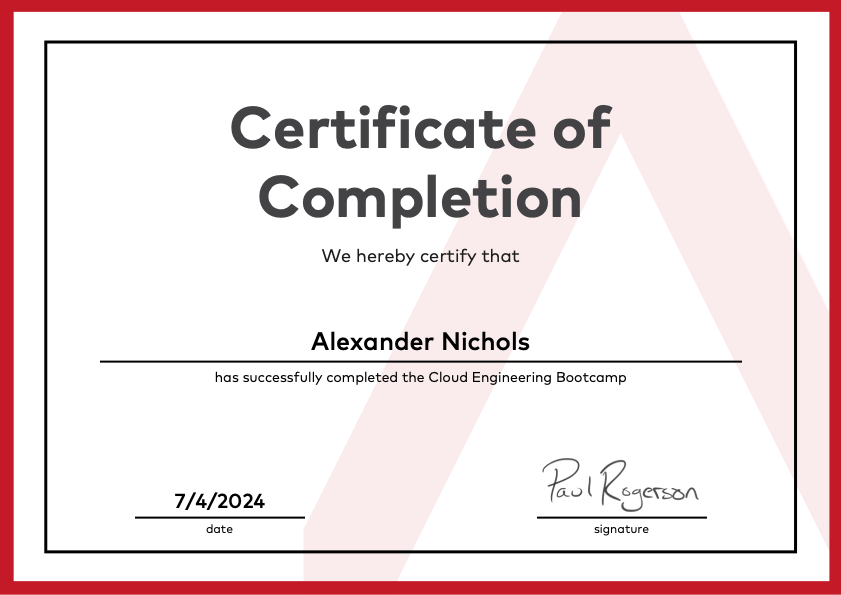 Certificate of
Completion
We hereby certify that
Alexander Nichols
has successfully completed the Cloud Engineering Bootcamp
7/4/2024
date
Paul Rogerson
signature